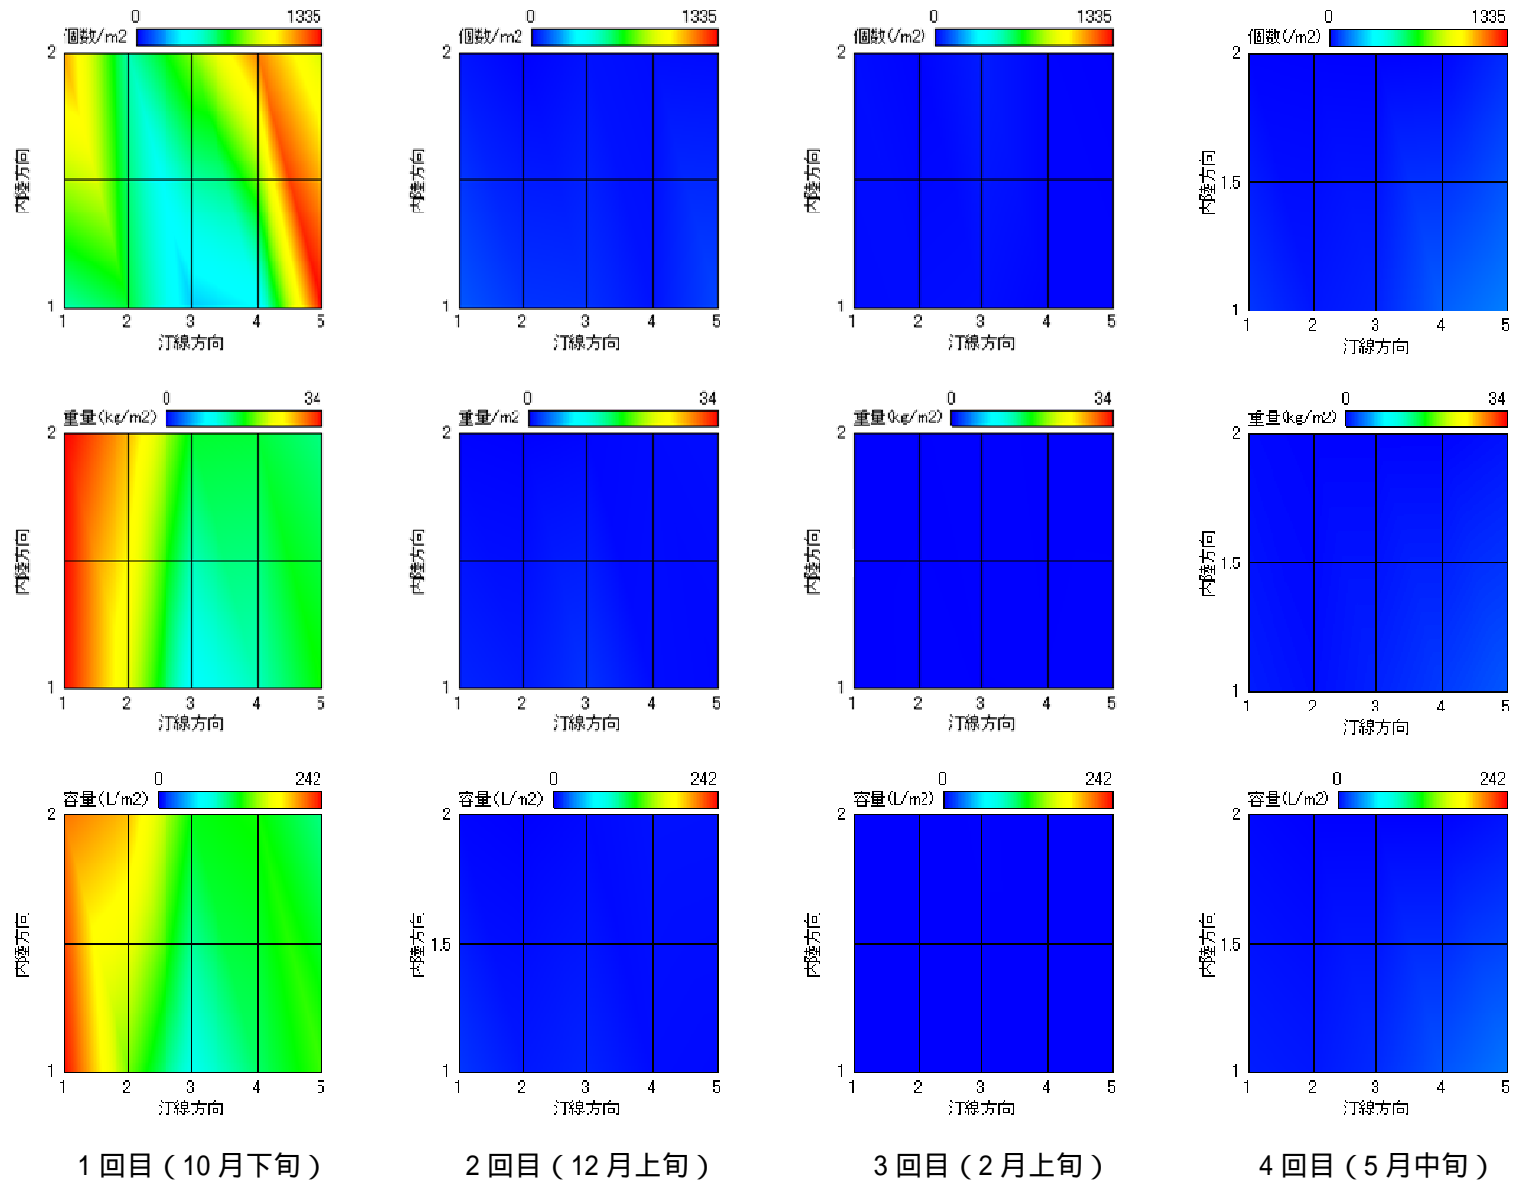 0 1335
個数/m2
2
内陸方向
1
1 2 3 4 5
汀線方向
0 1335
個数/m2
2
内陸方向
1
1 2 3 4 5
汀線方向
0 1335
個数(/m2)
2
内陸方向
1
1 2 3 4 5
汀線方向
0 1335
個数(/m2)
2
内陸方向
1.5
1
1 2 3 4 5
汀線方向
0 34
重量(kg/m2)
2
内陸方向
1
1 2 3 4 5
汀線方向
0 34
重量/m2
2
内陸方向
1
1 2 3 4 5
汀線方向
0 34
重量(kg/m2)
2
内陸方向
1
1 2 3 4 5
汀線方向
0 34
重量(kg/m2)
2
内陸方向
1.5
1
1 2 3 4 5
汀線方向
0 242
容量(L/m2)
2
内陸方向
1
1 2 3 4 5
汀線方向
0 242
容量(L/m2)
2
内陸方向
1.5
1
1 2 3 4 5
汀線方向
0 242
容量(L/m2)
2
内陸方向
1
1 2 3 4 5
汀線方向
0 242
容量(L/m2)
2
内陸方向
1.5
1
1 2 3 4 5
汀線方向
1回目(10月下旬)
2回目(12月上旬)
3回目(2月上旬)
4回目(5月中旬)